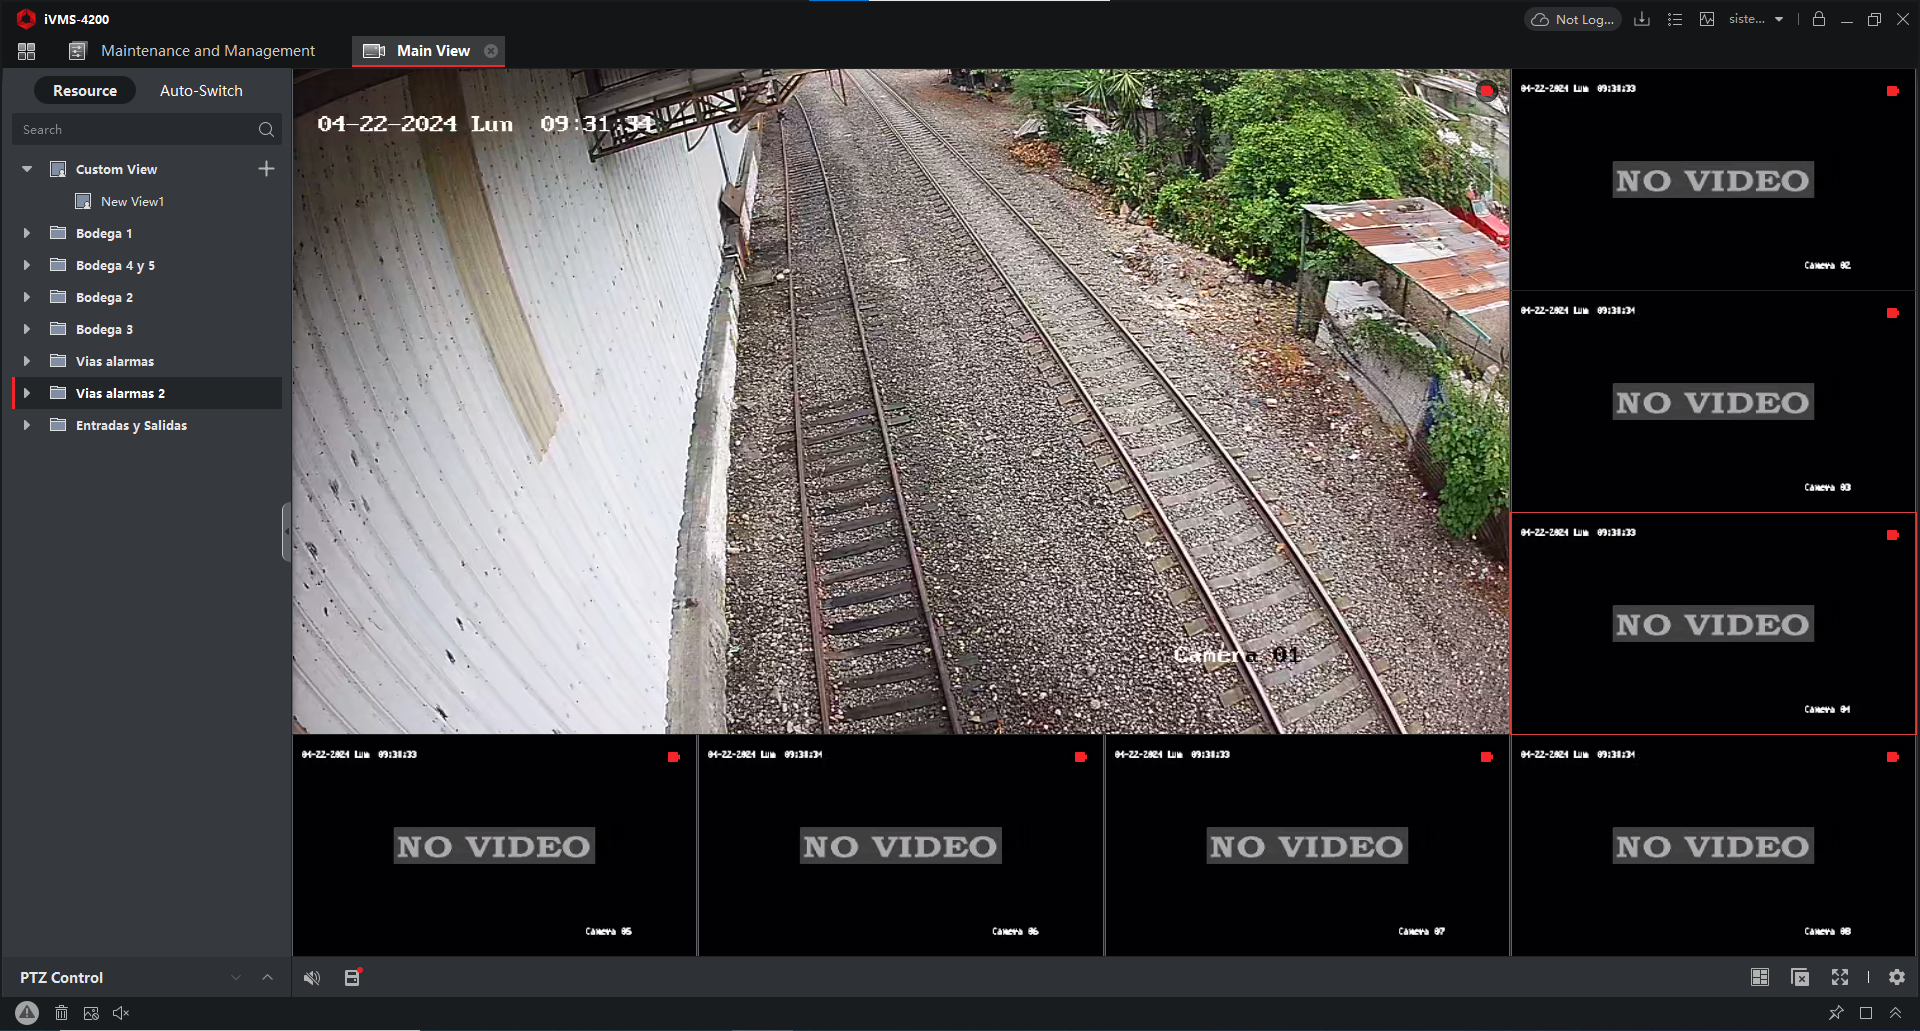 iVMS-4200
Not Log...
siste...
Maintenance and Management
Main View
Resource
Auto-Switch
Search
Custom View
New View1
Bodega 1
Bodega 4 y 5
Bodega 2
Bodega 3
Vias alarmas
Vias alarmas 2
Entradas y Salidas
PTZ Control
04-22-2024 Lun 09:31:34
Camera 01
04-22-2024 Lun 09:31:33
NO VIDEO
Camera 02
04-22-2024 Lun 09:31:34
NO VIDEO
Camera 03
04-22-2024 Lun 09:31:33
NO VIDEO
Camera 04
04-22-2024 Lun 09:31:33
NO VIDEO
Camera 05
04-22-2024 Lun 09:31:34
NO VIDEO
Camera 06
04-22-2024 Lun 09:31:33
NO VIDEO
Camera 07
04-22-2024 Lun 09:31:34
NO VIDEO
Camera 08